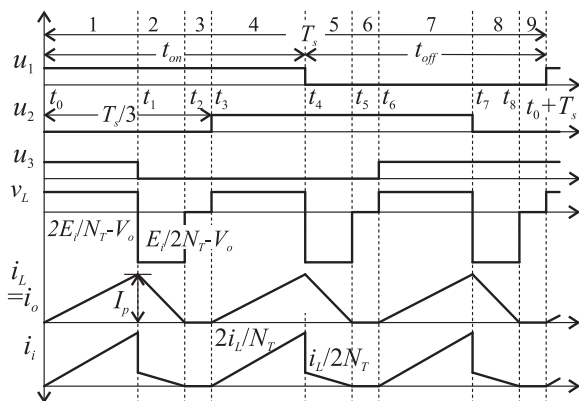 1 2 3 4 5 6 7 8 9
T_s
t_on t_off
u_1
t_0 t_1 t_2 t_3 t_4 t_5 t_6 t_7 t_8 t_0+T_s
u_2 T_s/3
u_3
v_L
2E_i/N_T-V_o E_i/2N_T-V_o
i_L
=i_o I_p
2i_L/N_T i_L/2N_T
i_i